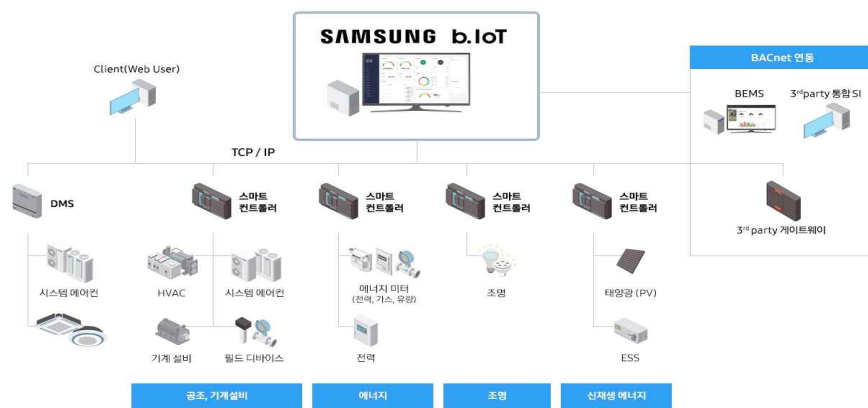 SAMSUNG b.IoT
Client(Web User)
BACnet 연동
BEMS
3rdparty 통합 SI
TCP / IP
DMS
스마트
컨트롤러
스마트
컨트롤러
스마트
컨트롤러
스마트
컨트롤러
3rd party 게이트웨이
시스템 에어컨
HVAC
시스템 에어컨
에너지 미터
(전력, 가스, 유량)
조명
태양광 (PV)
기계 설비
필드 디바이스
전력
ESS
공조, 기계설비
에너지
조명
신재생 에너지